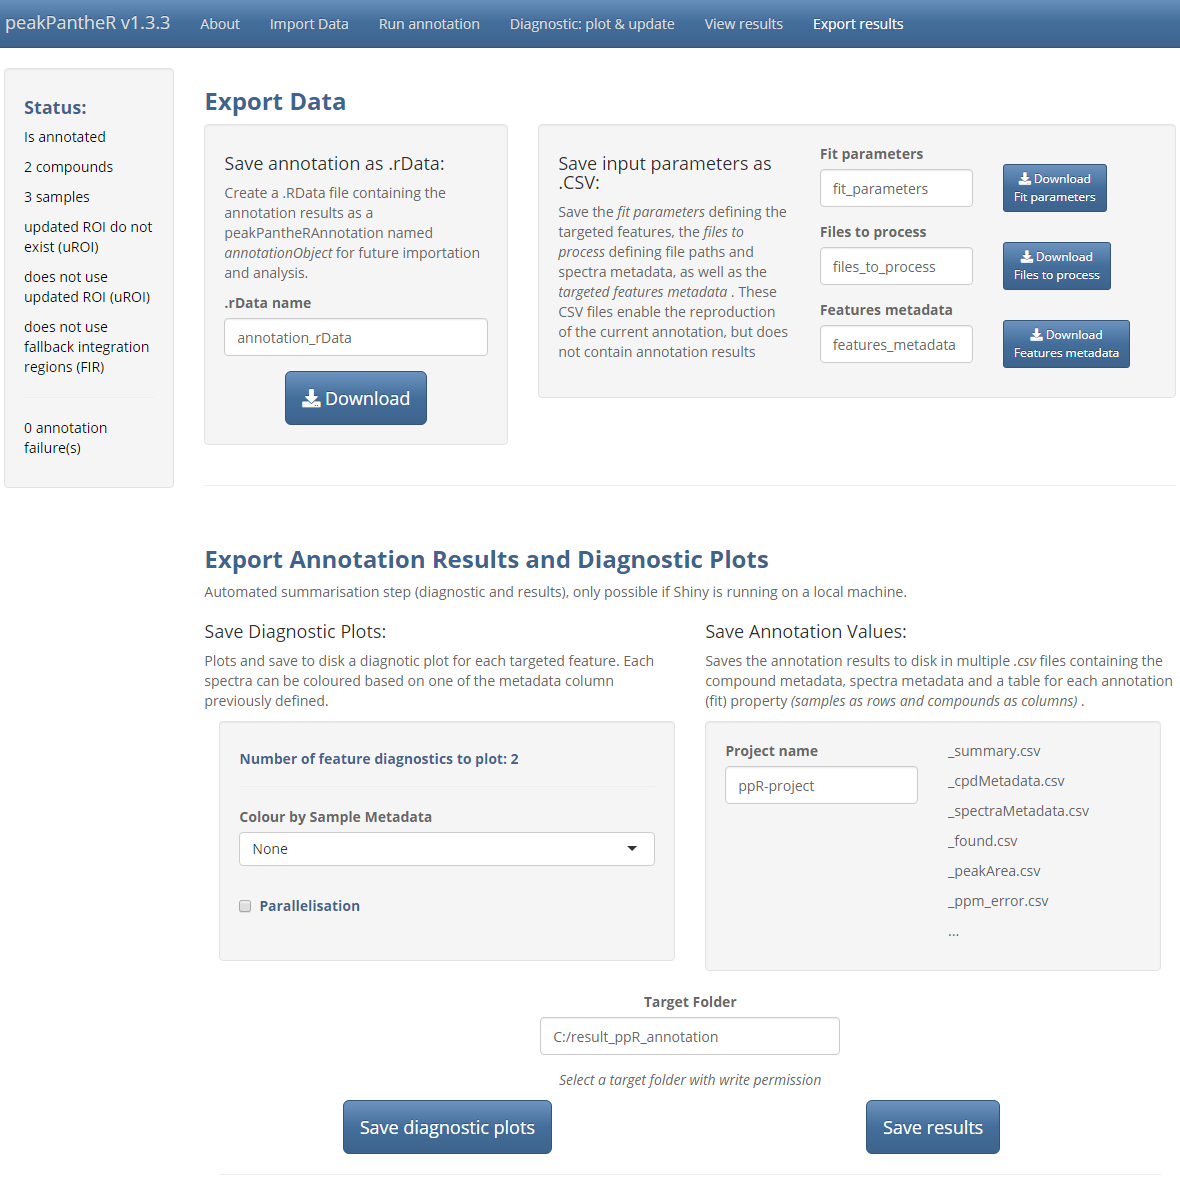 peakPantheR v1.3.3 About Import Data Run annotation Diagnostic: plot & update View results Export results
Status:
Is annotated
2 compounds
3 samples
updated ROI do not
exist (uROI)
does not use
updated ROI (uROI)
does not use
fallback integration
regions (FIR)
0 annotation
failure(s)
Export Data
Save annotation as .rData:
Create a .RData file containing the
annotation results as a
peakPantheRAnnotation named
annotationObject for future importation
and analysis.
.rData name
annotation_rData
Download
Save input parameters as
.CSV:
Save the fit parameters defining the
targeted features, the files to
process defining file paths and
spectra metadata, as well as the
targeted features metadata . These
CSV files enable the reproduction
of the current annotation, but does
not contain annotation results
Fit parameters
fit_parameters
Download
Fit parameters
Files to process
files_to_process
Download
Files to process
Features metadata
features_metadata
Download
Features metadata
Export Annotation Results and Diagnostic Plots
Automated summarisation step (diagnostic and results), only possible if Shiny is running on a local machine.
Save Diagnostic Plots:
Plots and save to disk a diagnotic plot for each targeted feature. Each
spectra can be coloured based on one of the metadata column
previously defined.
Number of feature diagnostics to plot: 2
Colour by Sample Metadata
None
Parallelisation
Save Annotation Values:
Saves the annotation results to disk in multiple .csv files containing the
compound metadata, spectra metadata and a table for each annotation
(fit) property (samples as rows and compounds as columns) .
Project name
ppR-project
_summary.csv
_cpdMetadata.csv
_spectraMetadata.csv
_found.csv
_peakArea.csv
_ppm_error.csv
...
Target Folder
C:/result_ppR_annotation
Select a target folder with write permission
Save diagnostic plots
Save results